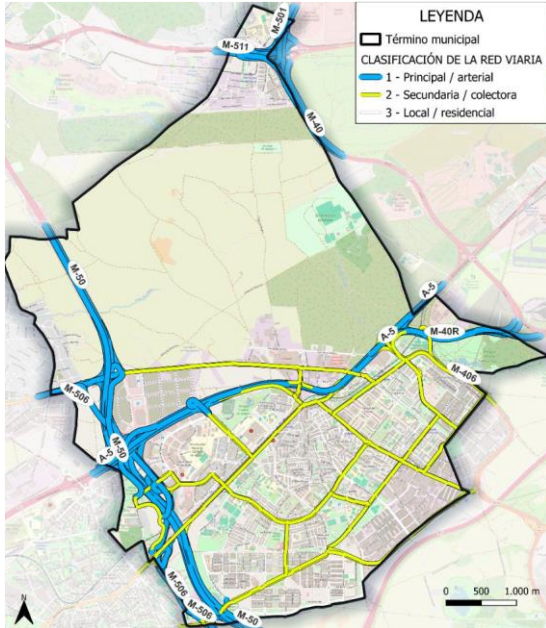 LEYENDA
Término municipal
CLASIFICACIÓN DE LA RED VIARIA
1 - Principal / arterial
2 - Secundaria / colectora
3 - Local / residencial
M-501
M-511
M-40
M-50
A-5
A-5
M-40R
M-406
M-506
M-50
A-5
M-506
M-506
M-50
N
0 500 1.000 m